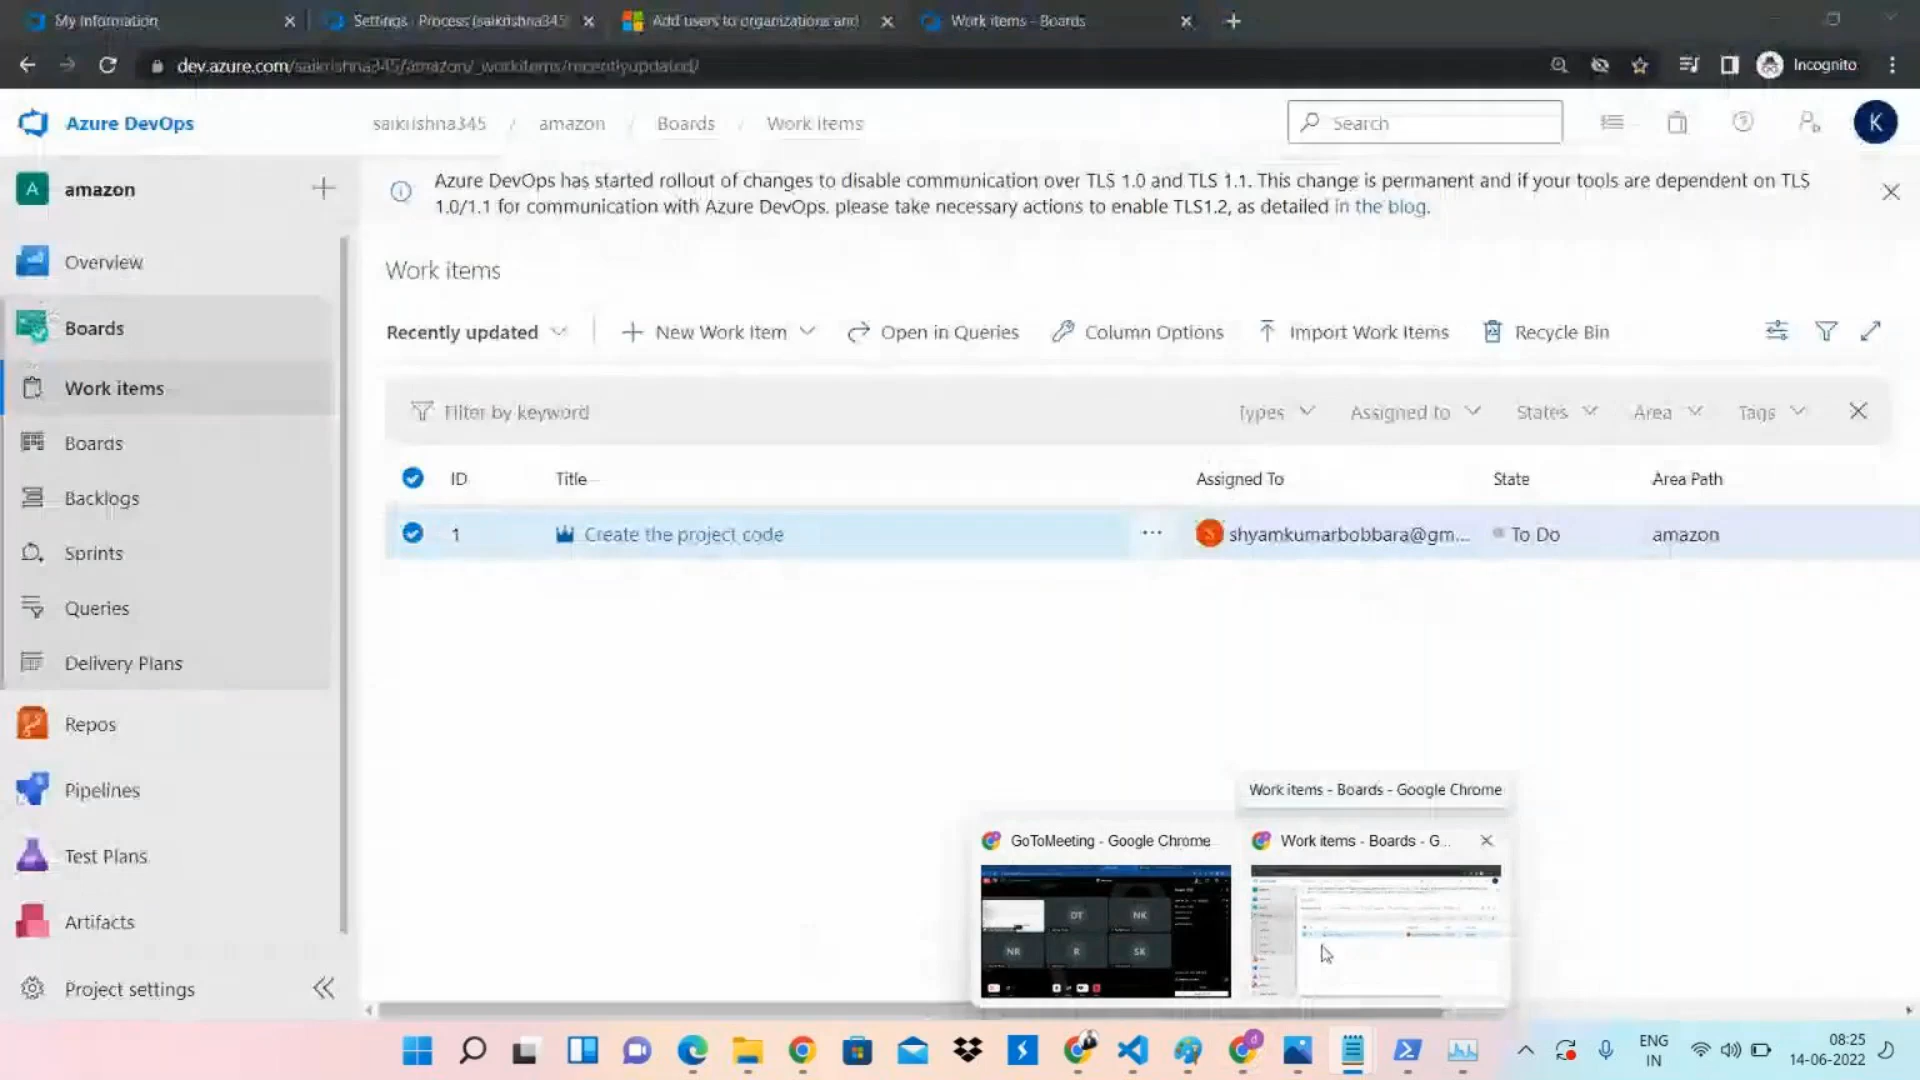 My Information
Settings - Process (saikrishna345
Add users to organizations and
Work items - Boards
dev.azure.com/saikrishna345/amazon/_workitems/recentlyupdated/
Incognito
Azure DevOps
saikrishna345 / amazon / Boards / Work items
Search
K
A amazon
Azure DevOps has started rollout of changes to disable communication over TLS 1.0 and TLS 1.1. This change is permanent and if your tools are dependent on TLS
1.0/1.1 for communication with Azure DevOps, please take necessary actions to enable TLS1.2, as detailed in the blog.
Overview
Boards
Work items
Boards
Backlogs
Sprints
Queries
Delivery Plans
Repos
Pipelines
Test Plans
Artifacts
Project settings
Work items
Recently updated
New Work Item
Open in Queries
Column Options
Import Work Items
Recycle Bin
Filter by keyword
Types
Assigned to
States
Area
Tags
ID Title Assigned To State Area Path
1 Create the project code ... shyamkumarbobbara@gm... To Do amazon
Work items - Boards - Google Chrome
GoToMeeting - Google Chrome
Work items - Boards - G...
DT
NK
NR
R
SK
ENG
IN
08:25
14-06-2022